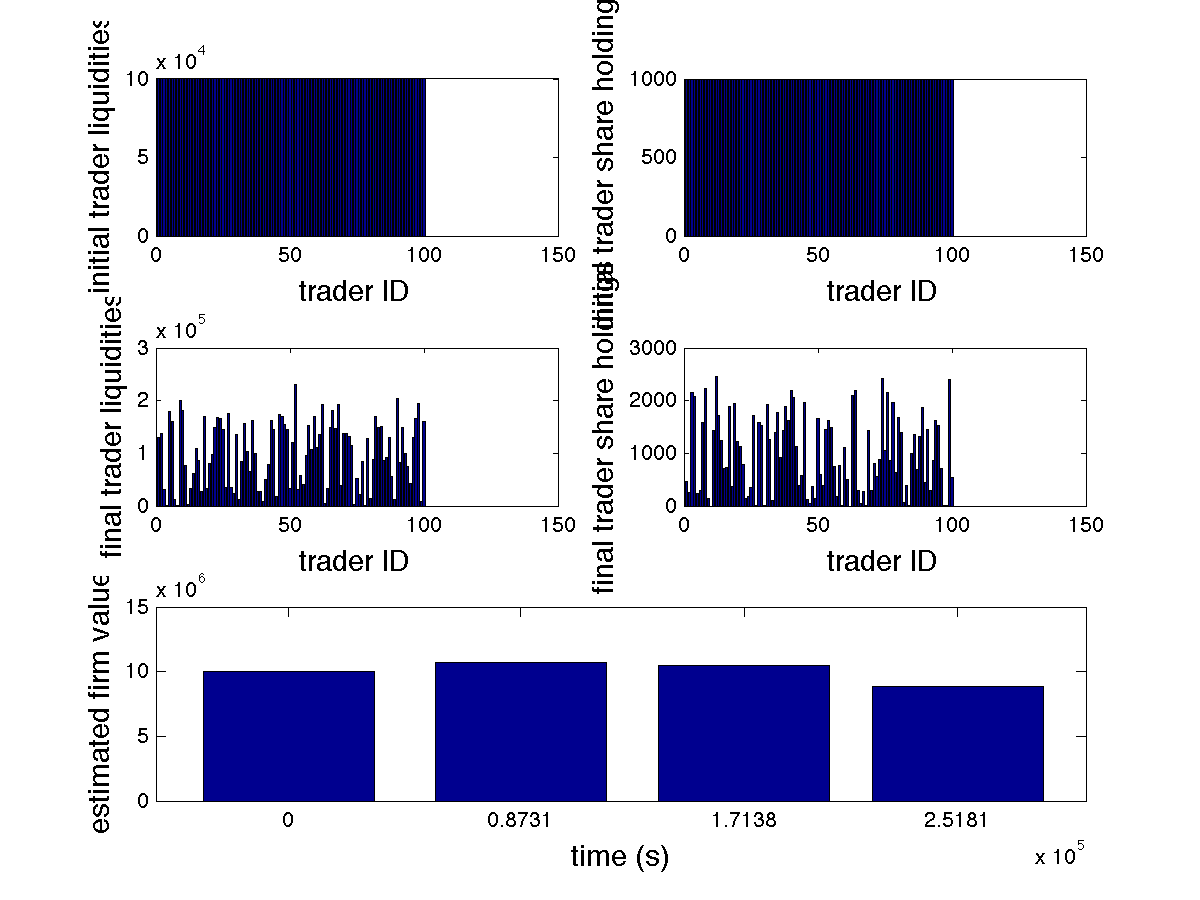 x 10^4
10
5
0
0 50 100 150
initial trader liquidities
trader ID
1000
500
0
0 50 100 150
trader share holding
trader ID
x 10^5
3
2
1
0
0 50 100 150
final trader liquidities
trader ID
3000
2000
1000
0
0 50 100 150
final trader share holdings
trader ID
x 10^6
15
10
5
0
0 0.8731 1.7138 2.5181
estimated firm value
time (s)
x 10^5